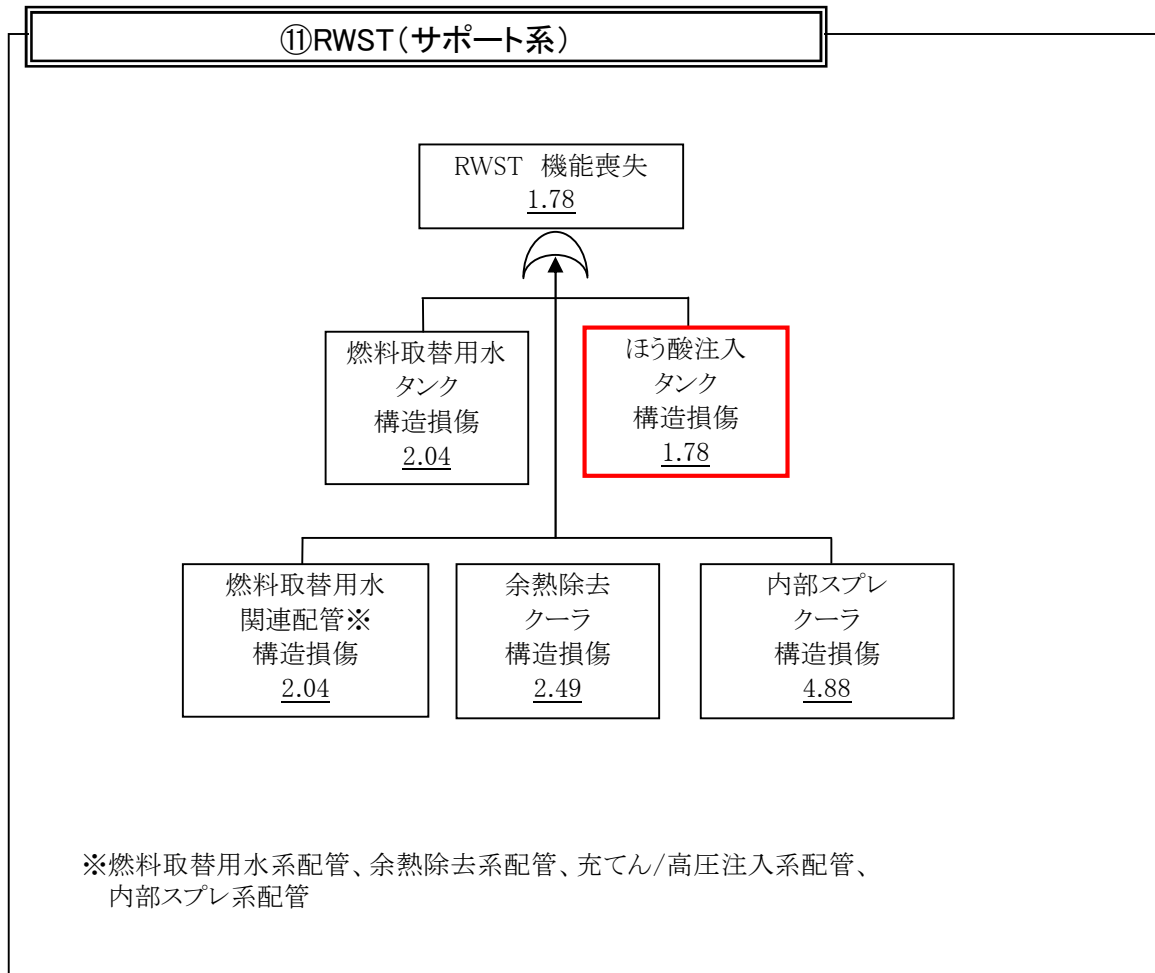 ⑪RWST(サポート系)
RWST 機能喪失
1.78
燃料取替用水
タンク
構造損傷
2.04
ほう酸注入
タンク
構造損傷
1.78
燃料取替用水
関連配管※
構造損傷
2.04
余熱除去
クーラ
構造損傷
2.49
内部スプレ
クーラ
構造損傷
4.88
※燃料取替用水系配管、余熱除去系配管、充てん/高圧注入系配管、
内部スプレ系配管